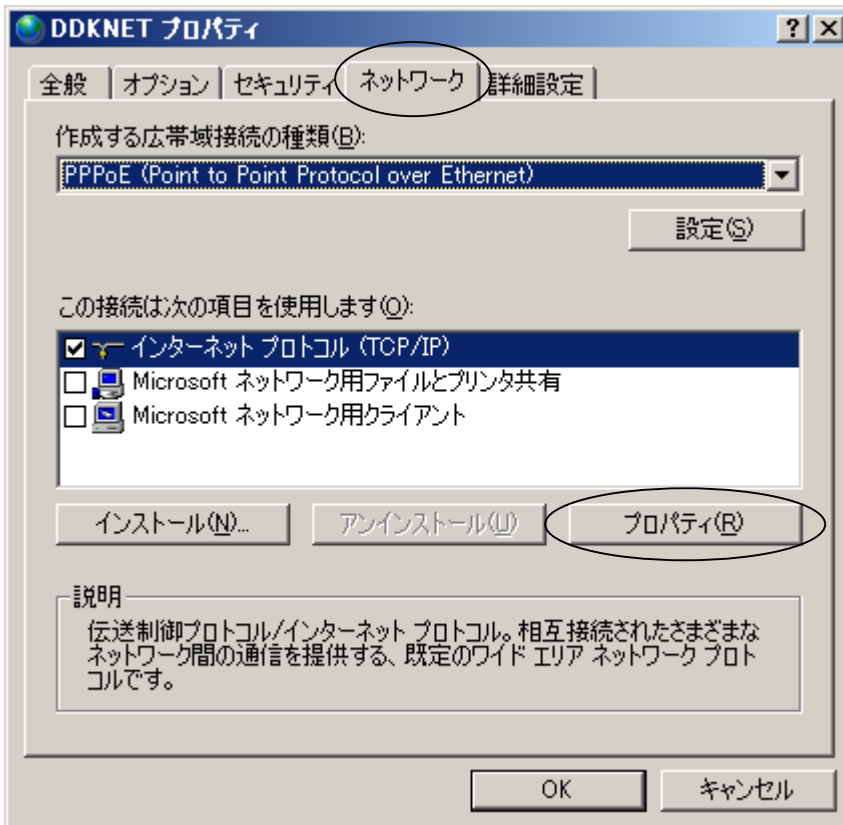 DDKNET プロパティ
全般 オプション セキュリティ ネットワーク 詳細設定
作成する広帯域接続の種類(B):
PPPoE (Point to Point Protocol over Ethernet)
設定(S)
この接続は次の項目を使用します(O):
インターネット プロトコル (TCP/IP)
Microsoft ネットワーク用ファイルとプリンタ共有
Microsoft ネットワーク用クライアント
インストール(N)... アンインストール(U) プロパティ(R)
説明
伝送制御プロトコル/インターネット プロトコル。相互接続されたさまざまな
ネットワーク間の通信を提供する、既定のワイド エリア ネットワーク プロト
コルです。
OK キャンセル